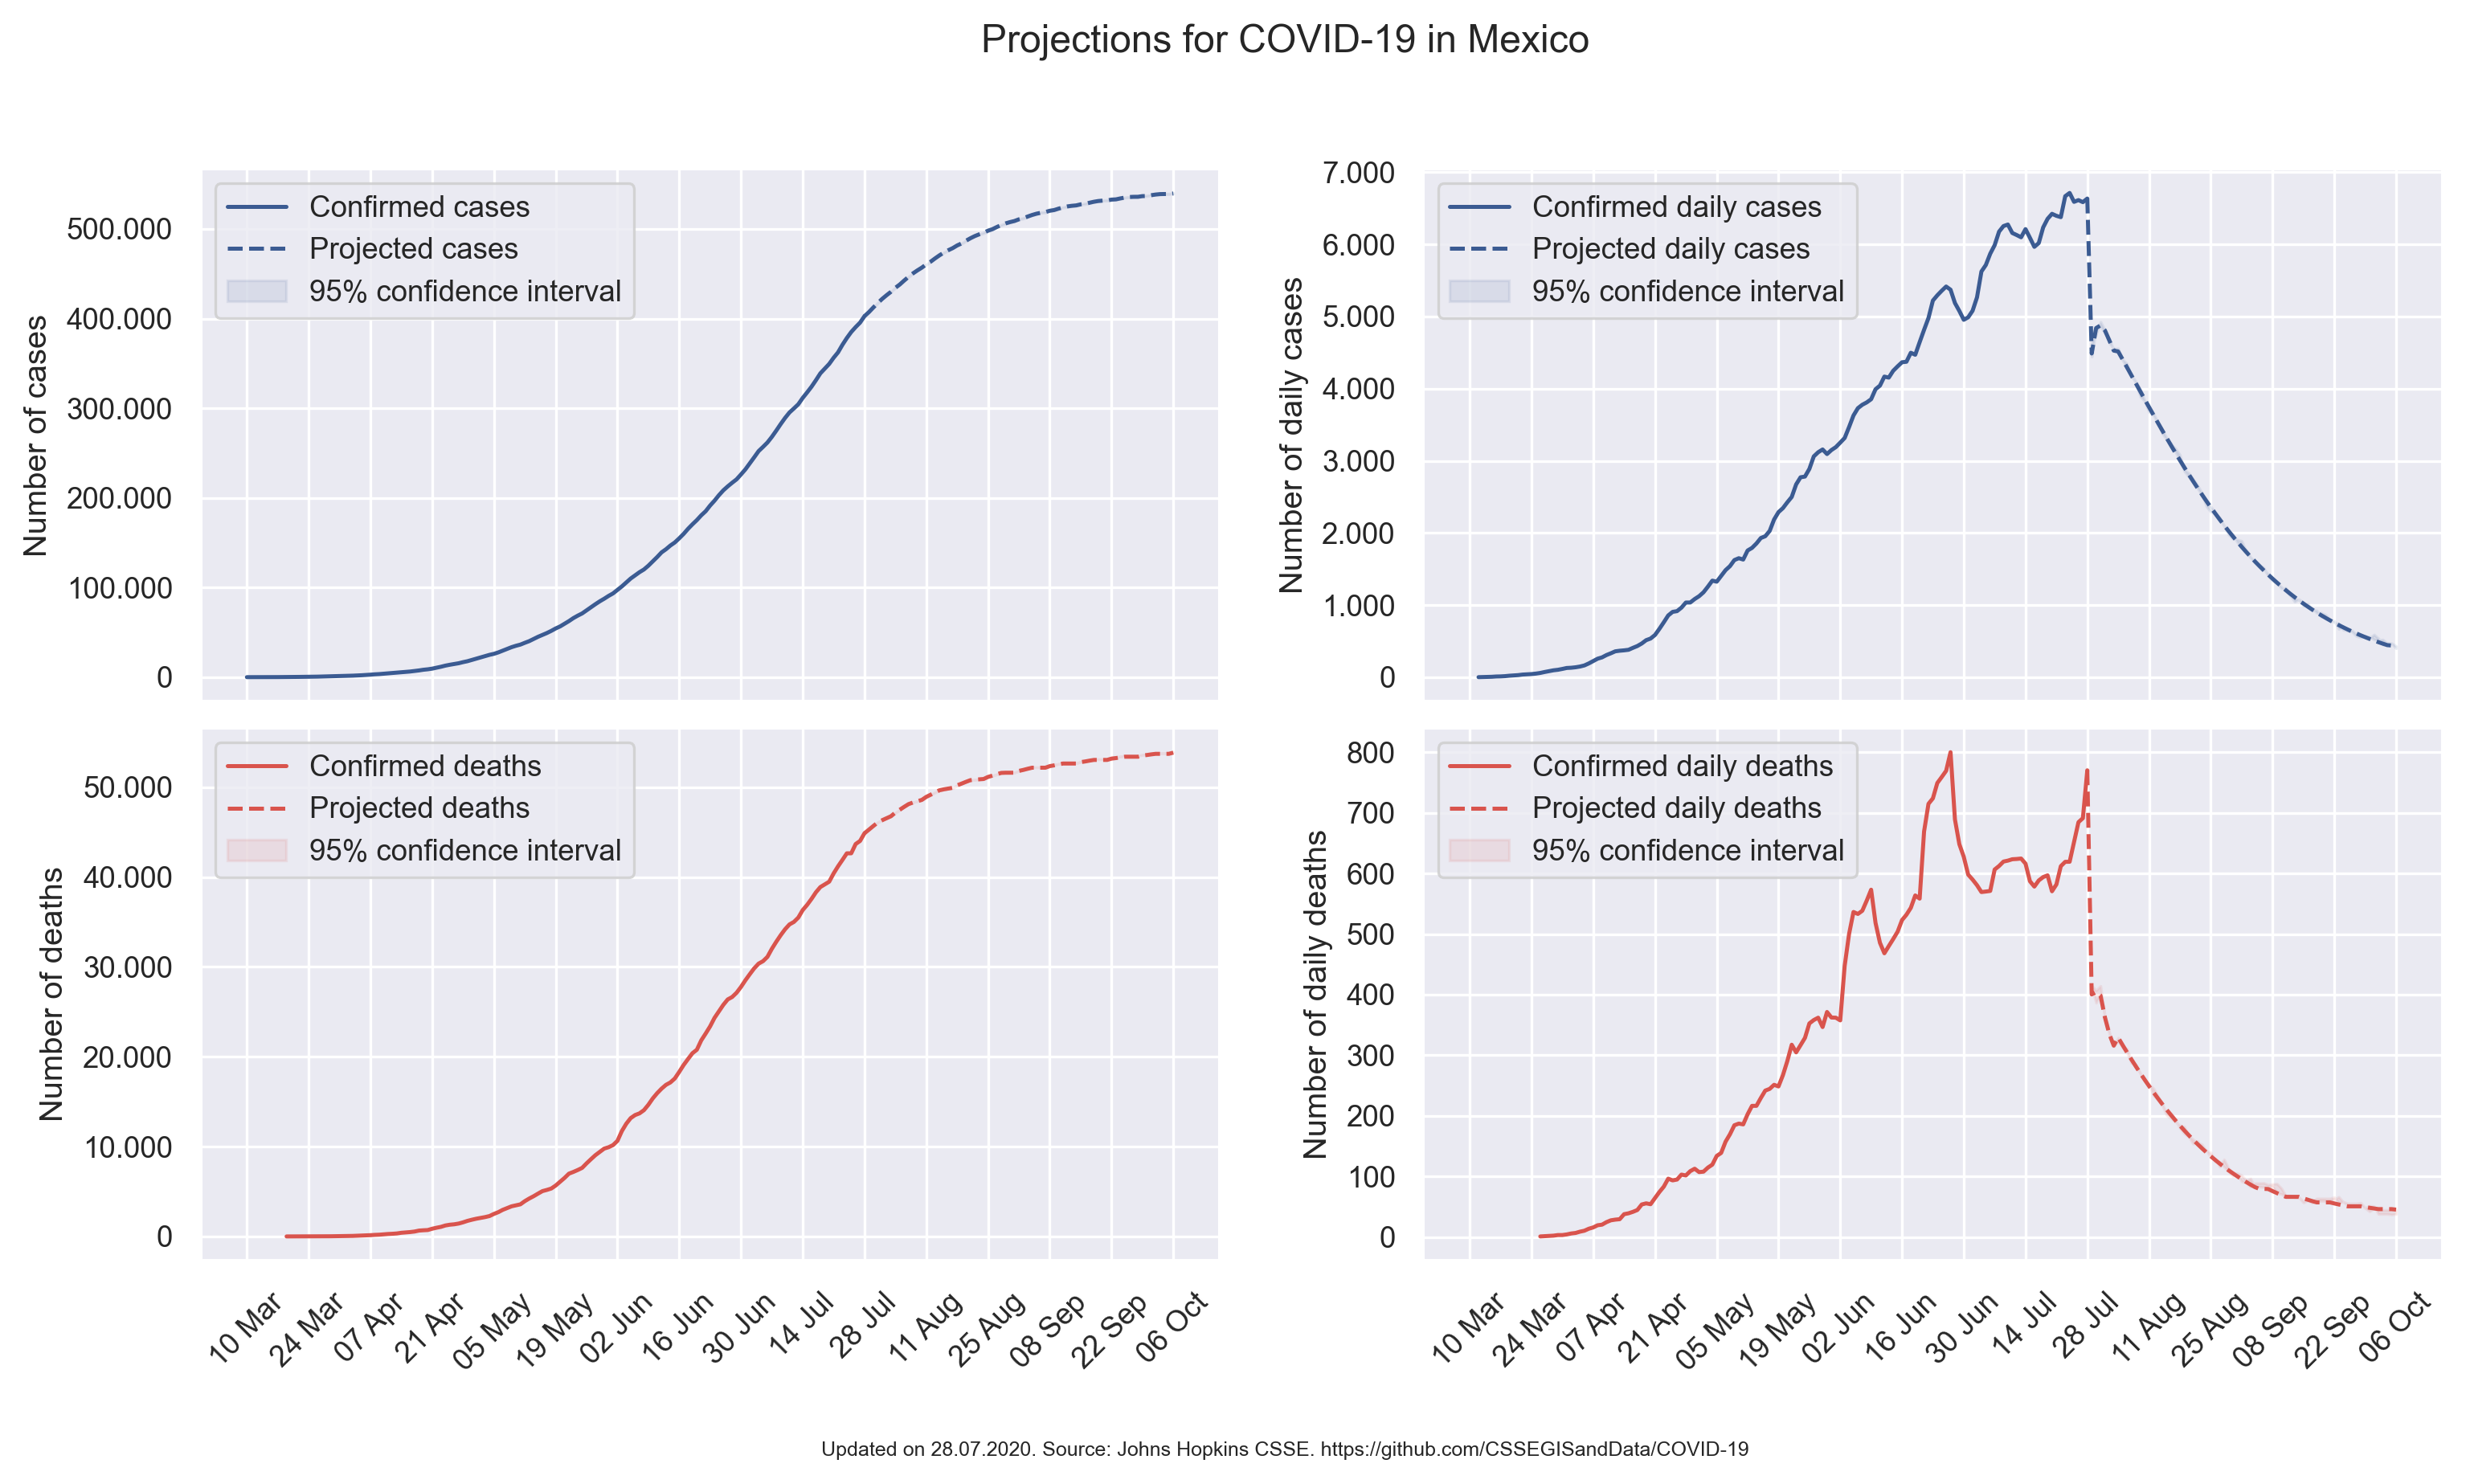 Projections for COVID-19 in Mexico
Number of cases
500.000
400.000
300.000
200.000
100.000
0
Confirmed cases
Projected cases
95% confidence interval
Number of daily cases
7.000
6.000
5.000
4.000
3.000
2.000
1.000
0
Confirmed daily cases
Projected daily cases
95% confidence interval
Number of deaths
50.000
40.000
30.000
20.000
10.000
0
Confirmed deaths
Projected deaths
95% confidence interval
10 Mar
24 Mar
07 Apr
21 Apr
05 May
19 May
02 Jun
16 Jun
30 Jun
14 Jul
28 Jul
11 Aug
25 Aug
08 Sep
22 Sep
06 Oct
Number of daily deaths
800
700
600
500
400
300
200
100
0
Confirmed daily deaths
Projected daily deaths
95% confidence interval
10 Mar
24 Mar
07 Apr
21 Apr
05 May
19 May
02 Jun
16 Jun
30 Jun
14 Jul
28 Jul
11 Aug
25 Aug
08 Sep
22 Sep
06 Oct
Updated on 28.07.2020. Source: Johns Hopkins CSSE. https://github.com/CSSEGISandData/COVID-19